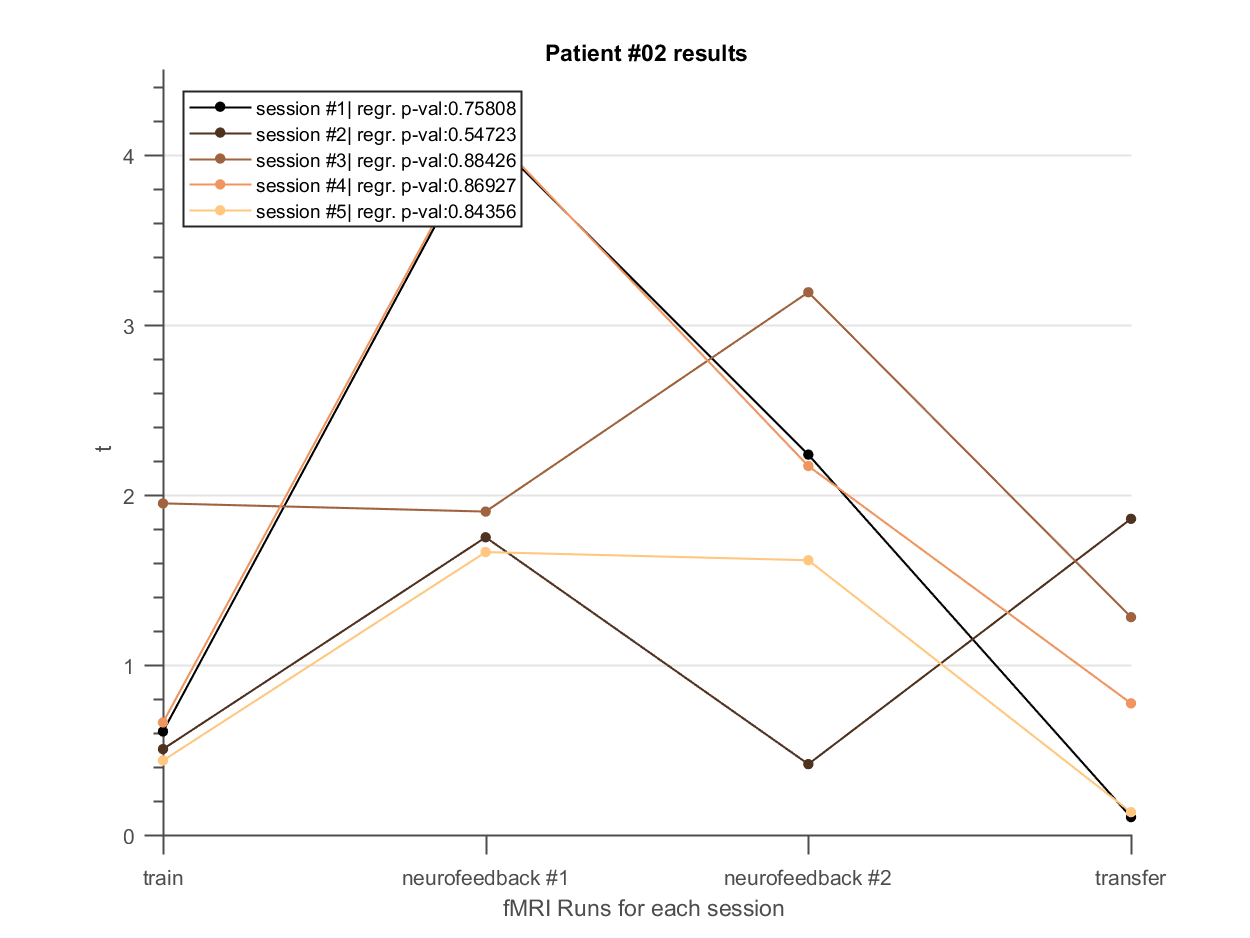 Patient #02 results
session #1| regr. p-val:0.75808
session #2| regr. p-val:0.54723
session #3| regr. p-val:0.88426
session #4| regr. p-val:0.86927
session #5| regr. p-val:0.84356
4
3
2
1
0
t
train neurofeedback #1 neurofeedback #2 transfer
fMRI Runs for each session